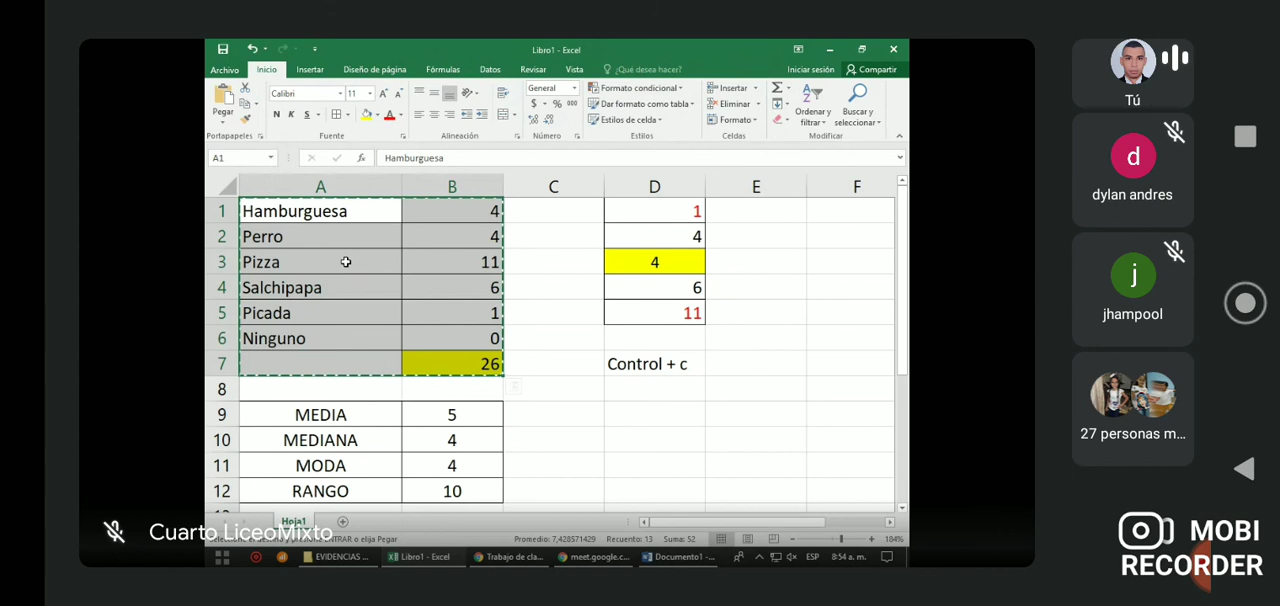 Libro1 - Excel
Archivo Inicio Insertar Diseño de página Fórmulas Datos Revisar Vista ¿Qué desea hacer? Iniciar sesión Compartir
Pegar
Calibri 11
N K S
General
$ % 000
Formato condicional
Dar formato como tabla
Estilos de celda
Insertar
Eliminar
Formato
Ordenar y filtrar
Buscar y seleccionar
Portapapeles Fuente Alineación Número Estilos Celdas Modificar
A1 fx Hamburguesa
A B C D E F
1 Hamburguesa 4 1
2 Perro 4 4
3 Pizza 11 4
4 Salchipapa 6 6
5 Picada 1 11
6 Ninguno 0
7 26 Control + c
8
9 MEDIA 5
10 MEDIANA 4
11 MODA 4
12 RANGO 10
Hoja1
Cuarto LiceoMixto
ENTRAR o elija Pegar Promedio: 7,428571429 Recuento: 13 Suma: 52 184%
EVIDENCIAS ... Libro1 - Excel Trabajo de cla... meet.google.c... Documento1 -... ESP 8:54 a. m.
Tú
d
dylan andres
j
jhampool
27 personas m...
MOBI
RECORDER